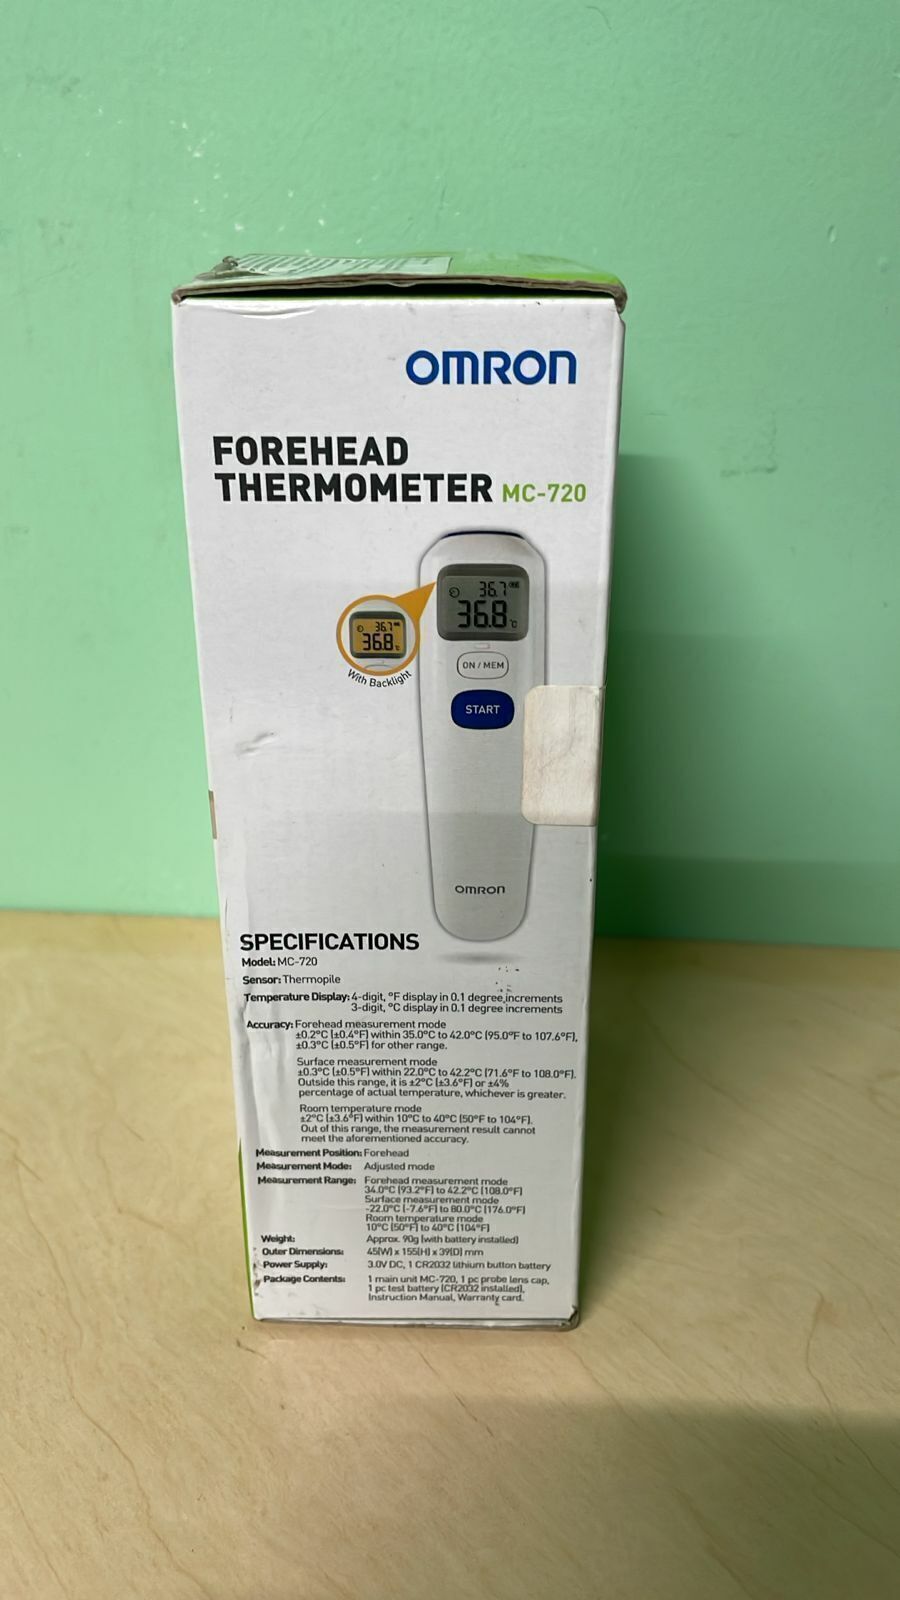 OMRON
FOREHEAD
THERMOMETER MC-720
36.7
36.8 °C
36.7
36.8 °C
With Backlight
ON / MEM
START
OMRON
SPECIFICATIONS
Model: MC-720
Sensor: Thermopile
Temperature Display: 4-digit, °F display in 0.1 degree increments
3-digit, °C display in 0.1 degree increments
Accuracy: Forehead measurement mode
±0.2°C (±0.4°F) within 35.0°C to 42.0°C (95.0°F to 107.6°F),
±0.3°C (±0.5°F) for other range.
Surface measurement mode
±0.3°C (±0.5°F) within 22.0°C to 42.2°C (71.6°F to 108.0°F).
Outside this range, it is ±2°C (±3.6°F) or ±4%
percentage of actual temperature, whichever is greater.
Room temperature mode
±2°C (±3.6°F) within 10°C to 40°C (50°F to 104°F).
Out of this range, the measurement result cannot
meet the aforementioned accuracy.
Measurement Position: Forehead
Measurement Mode: Adjusted mode
Measurement Range: Forehead measurement mode
34.0°C (93.2°F) to 42.2°C (108.0°F)
Surface measurement mode
-22.0°C (-7.6°F) to 80.0°C (176.0°F)
Room temperature mode
10°C (50°F) to 40°C (104°F)
Weight: Approx. 90g (with battery installed)
Outer Dimensions: 45(W) x 155(H) x 39(D) mm
Power Supply: 3.0V DC, 1 CR2032 lithium button battery
Package Contents: 1 main unit MC-720, 1 pc probe lens cap,
1 pc test battery (CR2032 installed),
Instruction Manual, Warranty card.